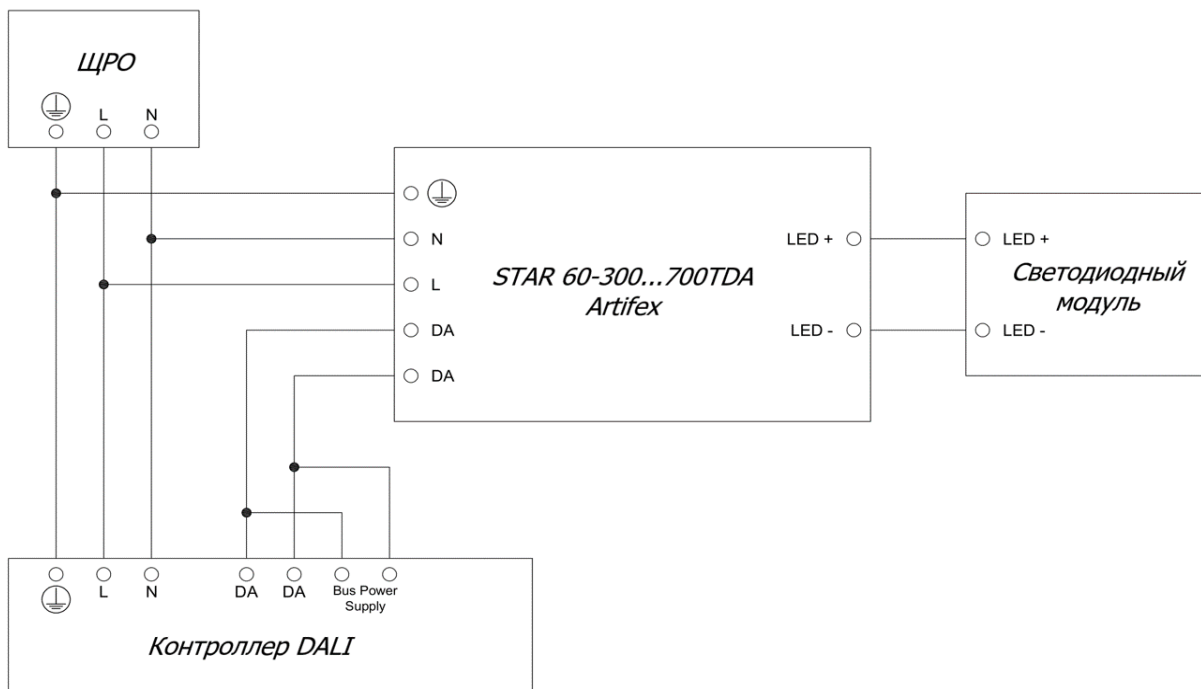 ЩРО
L N
N
L
DA
DA
STAR 60-300...700TDA
Artifex
LED +
LED -
LED +
LED -
Светодиодный
модуль
L N DA DA Bus Power
Supply
Контроллер DALI